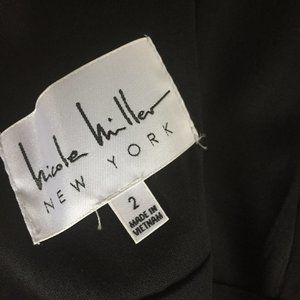 Nicole Miller
NEW YORK
2
MADE IN
VIETNAM